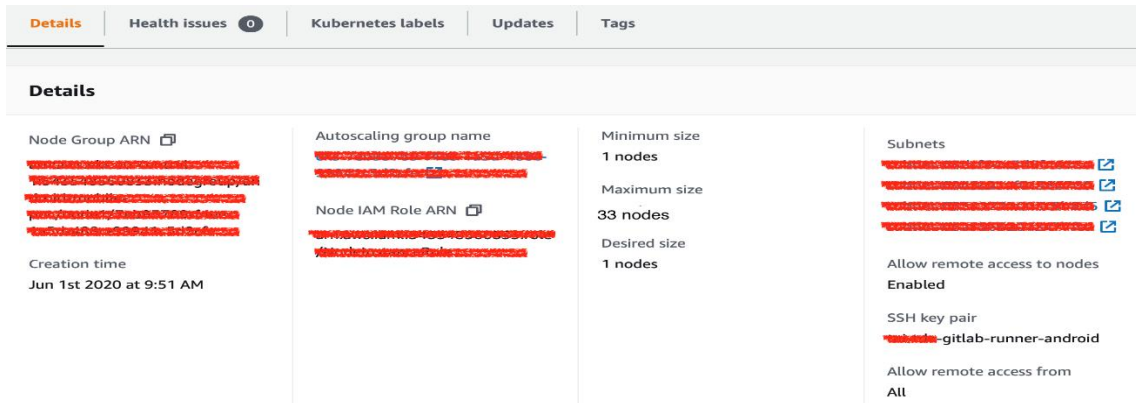 Details
Health issues 0
Kubernetes labels
Updates
Tags
Details
Node Group ARN
Creation time
Jun 1st 2020 at 9:51 AM
Autoscaling group name
Node IAM Role ARN
Minimum size
1 nodes
Maximum size
33 nodes
Desired size
1 nodes
Subnets
Allow remote access to nodes
Enabled
SSH key pair
-gitlab-runner-android
Allow remote access from
All